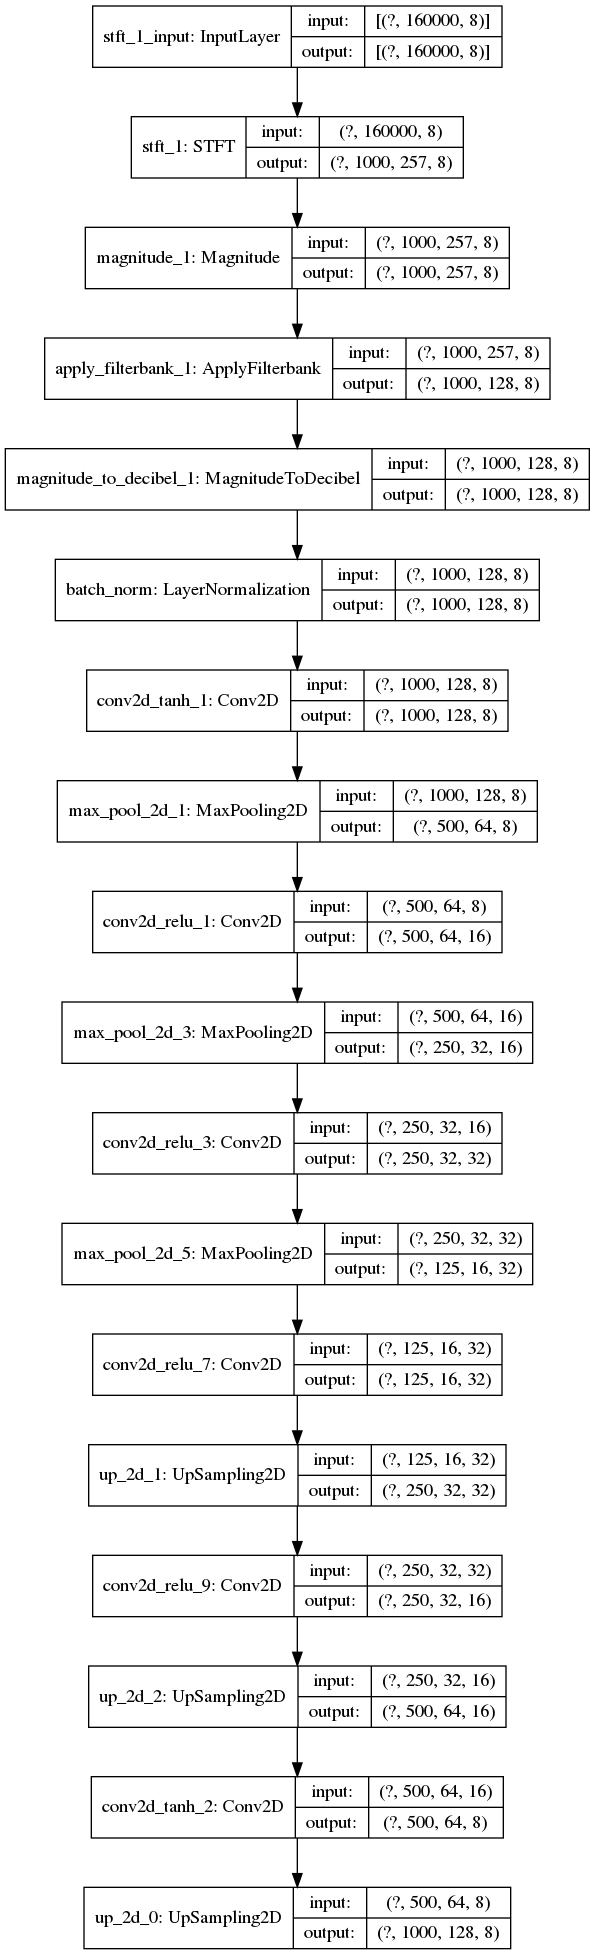 stft_1_input: InputLayer
input: [(?, 160000, 8)]
output: [(?, 160000, 8)]
stft_1: STFT
input: (?, 160000, 8)
output: (?, 1000, 257, 8)
magnitude_1: Magnitude
input: (?, 1000, 257, 8)
output: (?, 1000, 257, 8)
apply_filterbank_1: ApplyFilterbank
input: (?, 1000, 257, 8)
output: (?, 1000, 128, 8)
magnitude_to_decibel_1: MagnitudeToDecibel
input: (?, 1000, 128, 8)
output: (?, 1000, 128, 8)
batch_norm: LayerNormalization
input: (?, 1000, 128, 8)
output: (?, 1000, 128, 8)
conv2d_tanh_1: Conv2D
input: (?, 1000, 128, 8)
output: (?, 1000, 128, 8)
max_pool_2d_1: MaxPooling2D
input: (?, 1000, 128, 8)
output: (?, 500, 64, 8)
conv2d_relu_1: Conv2D
input: (?, 500, 64, 8)
output: (?, 500, 64, 16)
max_pool_2d_3: MaxPooling2D
input: (?, 500, 64, 16)
output: (?, 250, 32, 16)
conv2d_relu_3: Conv2D
input: (?, 250, 32, 16)
output: (?, 250, 32, 32)
max_pool_2d_5: MaxPooling2D
input: (?, 250, 32, 32)
output: (?, 125, 16, 32)
conv2d_relu_7: Conv2D
input: (?, 125, 16, 32)
output: (?, 125, 16, 32)
up_2d_1: UpSampling2D
input: (?, 125, 16, 32)
output: (?, 250, 32, 32)
conv2d_relu_9: Conv2D
input: (?, 250, 32, 32)
output: (?, 250, 32, 16)
up_2d_2: UpSampling2D
input: (?, 250, 32, 16)
output: (?, 500, 64, 16)
conv2d_tanh_2: Conv2D
input: (?, 500, 64, 16)
output: (?, 500, 64, 8)
up_2d_0: UpSampling2D
input: (?, 500, 64, 8)
output: (?, 1000, 128, 8)